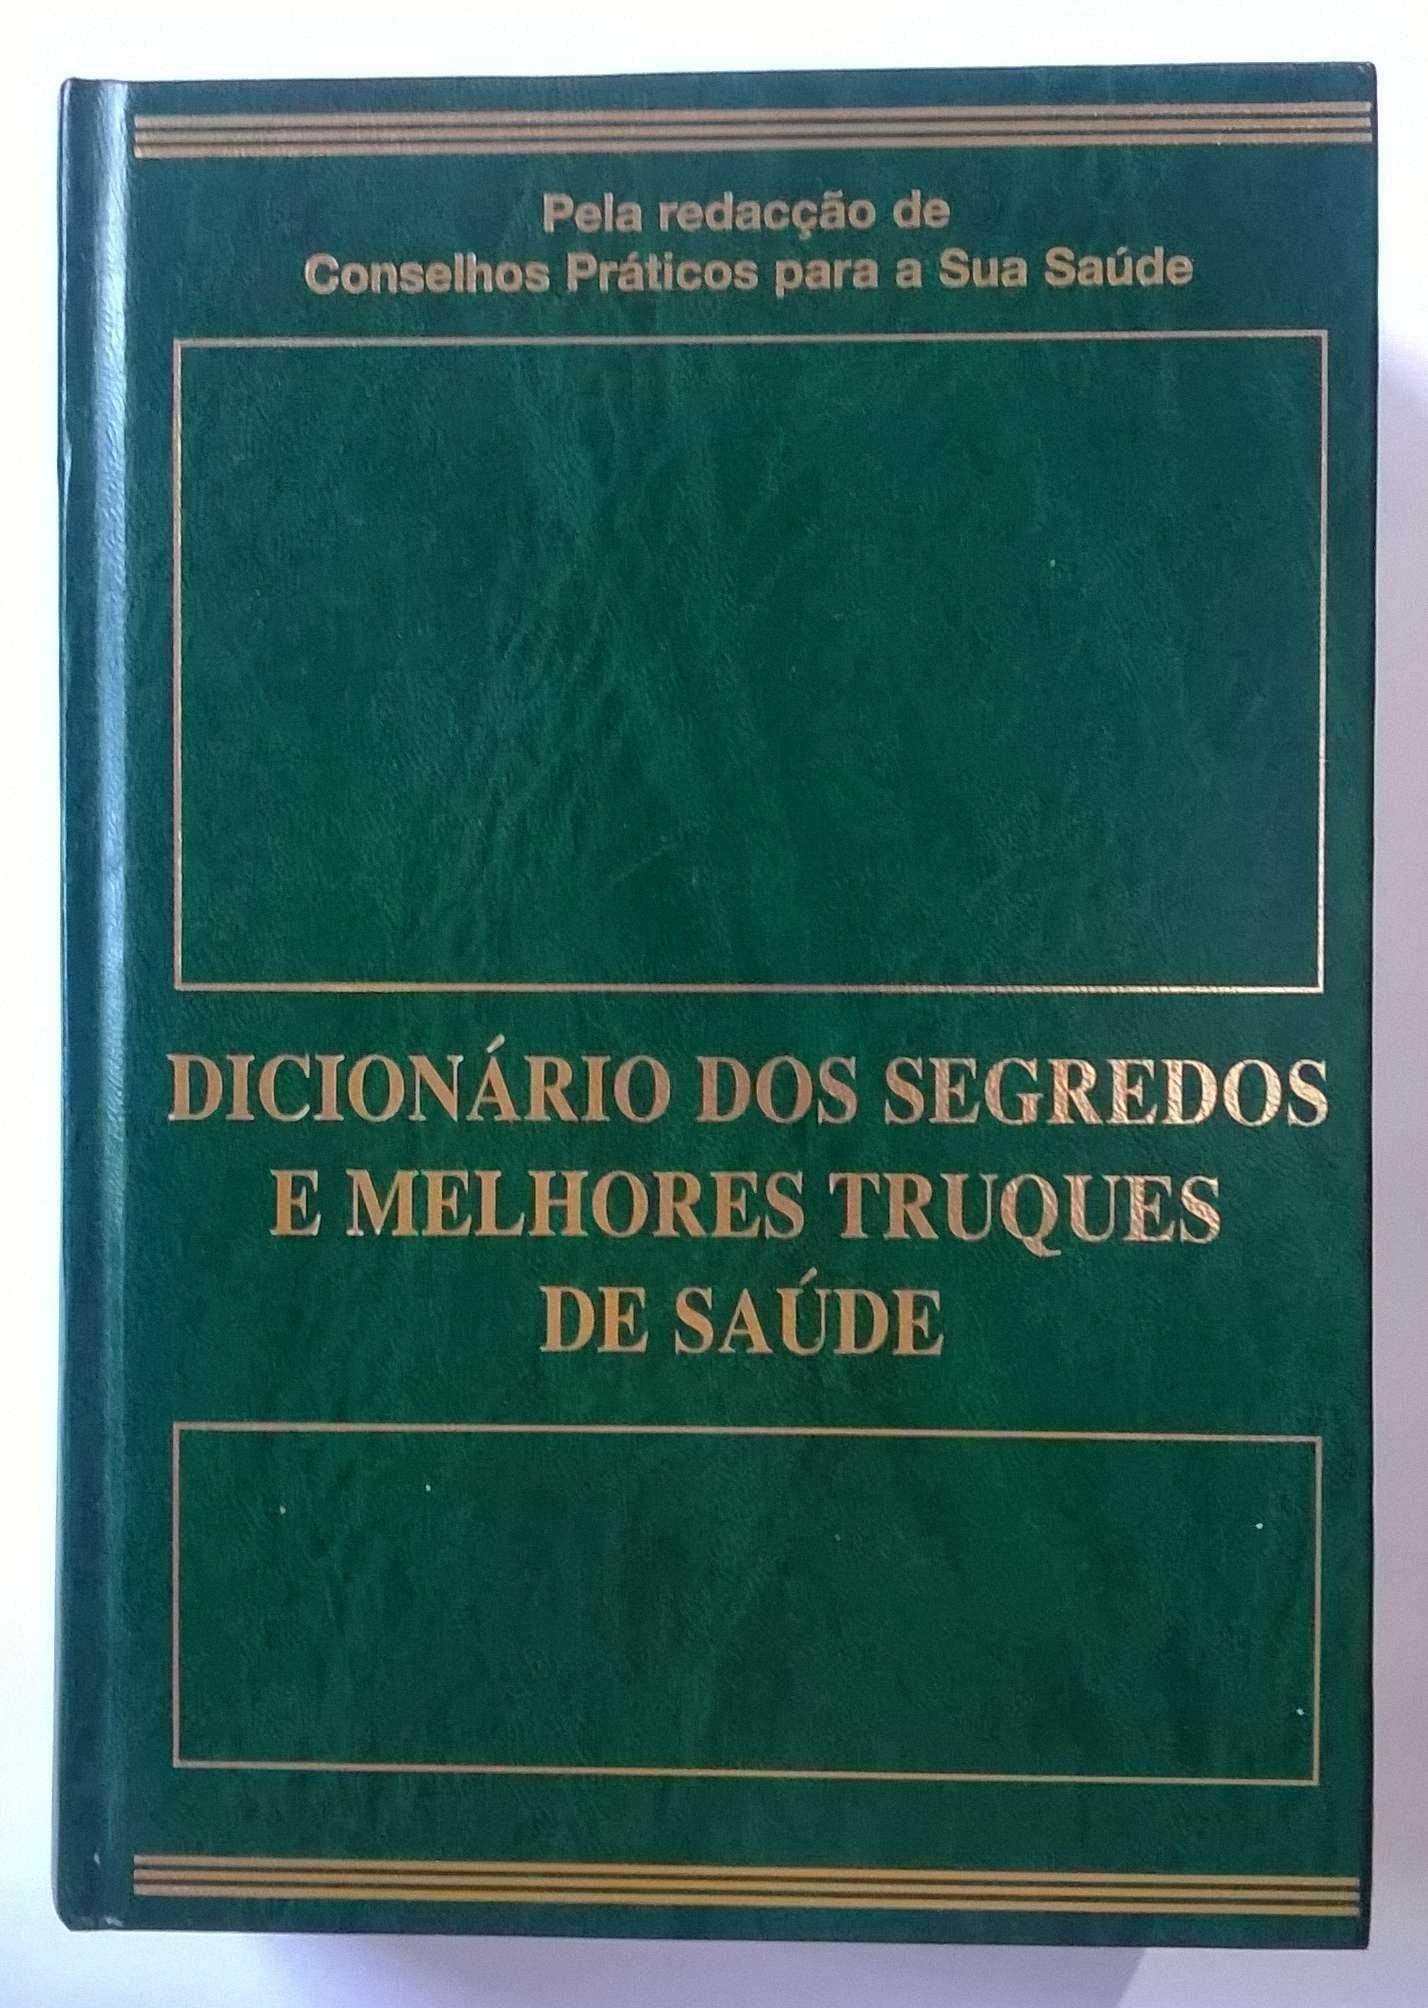 Pela redacção de
Conselhos Práticos para a Sua Saúde
DICIONÁRIO DOS SEGREDOS
E MELHORES TRUQUES
DE SAÚDE